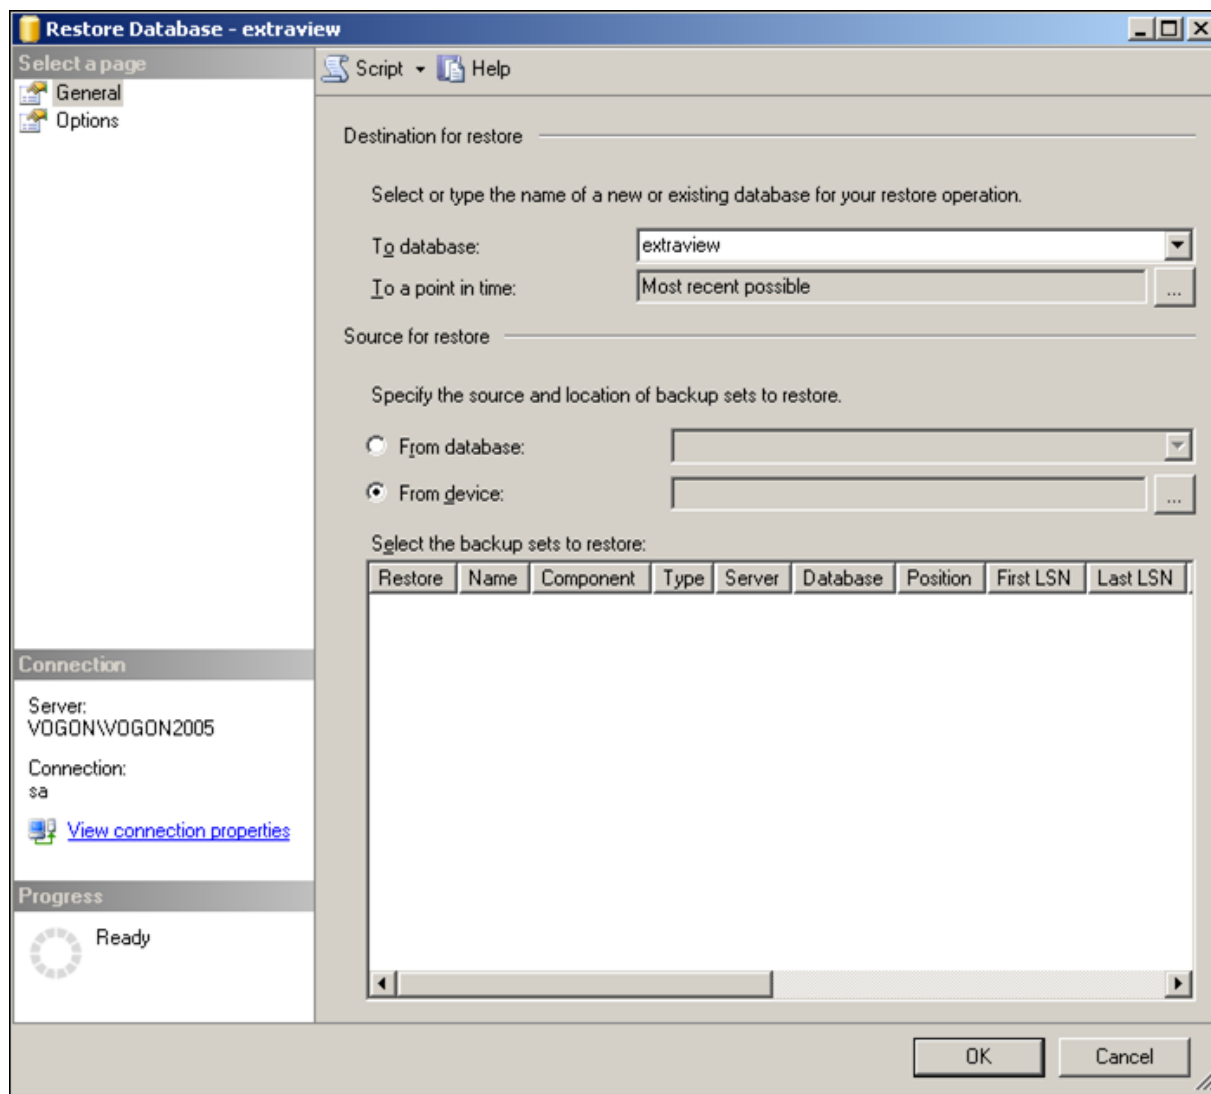 Restore Database - extraview
Select a page
General
Options
Script Help
Destination for restore
Select or type the name of a new or existing database for your restore operation.
To database: extraview
To a point in time: Most recent possible ...
Source for restore
Specify the source and location of backup sets to restore.
From database:
From device: ...
Select the backup sets to restore:
Restore Name Component Type Server Database Position First LSN Last LSN
Connection
Server:
VOGON\VOGON2005
Connection:
sa
View connection properties
Progress
Ready
OK Cancel